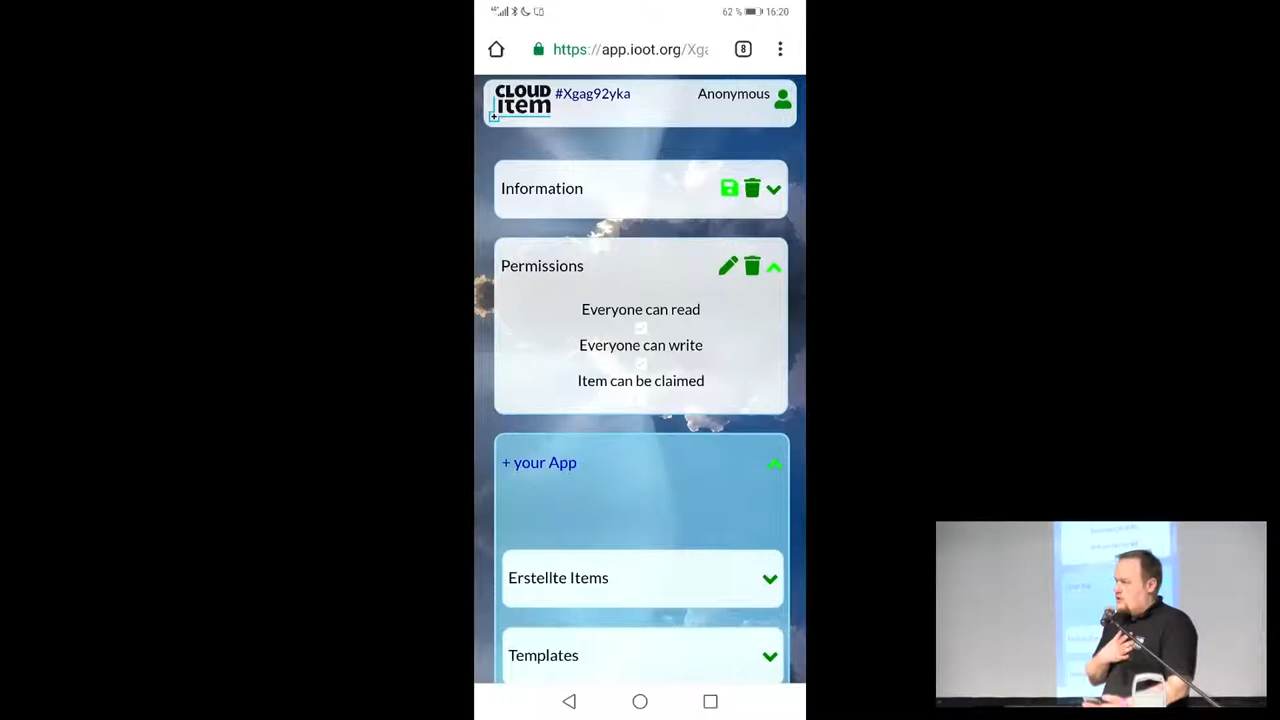 62 % 16:20
https://app.ioot.org/Xga
8
CLOUD
item
#Xgag92yka
Anonymous
Information
Permissions
Everyone can read
Everyone can write
Item can be claimed
+ your App
Erstellte Items
Templates